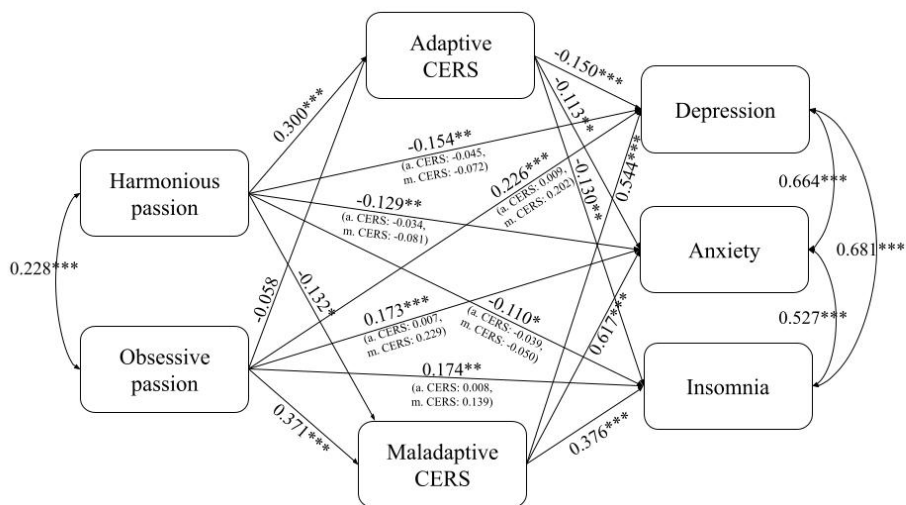 Adaptive
CERS
-0.150***
Depression
0.300***
-0.113**
-0.154**
(a. CERS: -0.045,
m. CERS: -0.072)
0.226***
(a. CERS: 0.009,
m. CERS: 0.202)
-0.130**
0.544***
Harmonious
passion
-0.129**
(a. CERS: -0.034,
m. CERS: -0.081)
0.664***
Anxiety
0.681***
0.228***
-0.058
-0.132*
0.173***
(a. CERS: 0.007,
m. CERS: 0.229)
-0.110*
(a. CERS: -0.039,
m. CERS: -0.050)
0.617***
0.527***
Obsessive
passion
0.174**
(a. CERS: 0.008,
m. CERS: 0.139)
Insomnia
0.371***
Maladaptive
CERS
0.376***